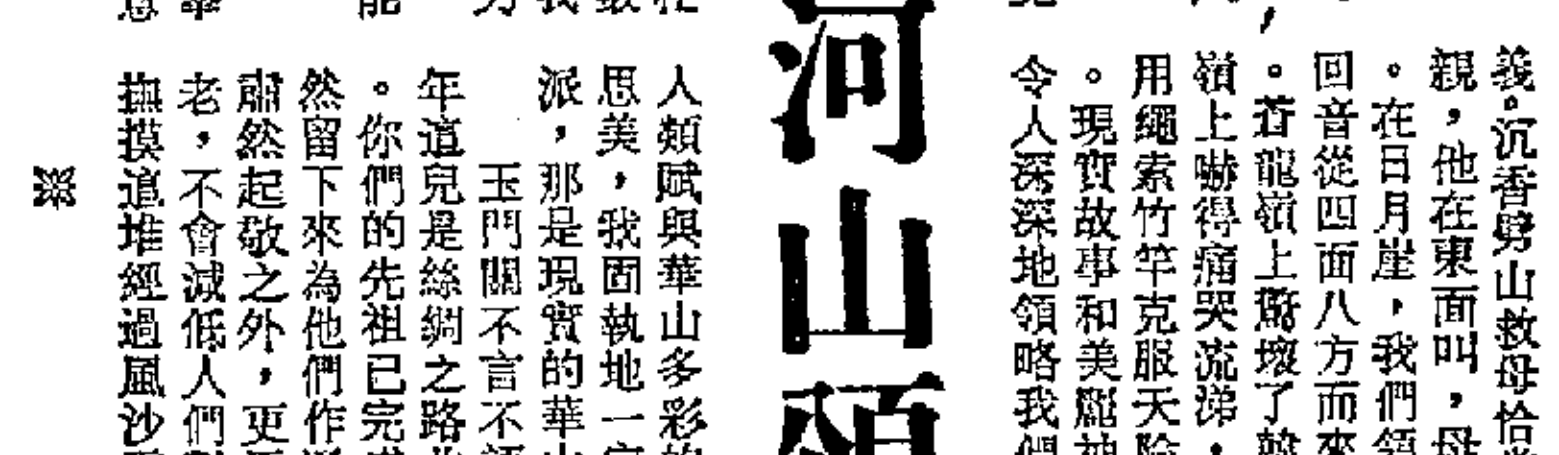 義。沉香劈山救母恰
親，他在東面叫，母
。在日月崖，我們領
回音從四面八方而來
。蒼龍嶺上驚壞了韓
嶺上嚇得痛哭流涕，
用繩索竹竿克服天險
。現實故事和美麗神
令人深深地領略我們
河山頌
人類賦與華山多彩的
思美，我固執地一定
派，那是現實的華山
玉門關不言不語
年道兒是絲綢之路
。你們的先祖已完
然留下來為他們作
肅然起敬之外，更
老，不會減低人們
撫摸這堆經過風沙